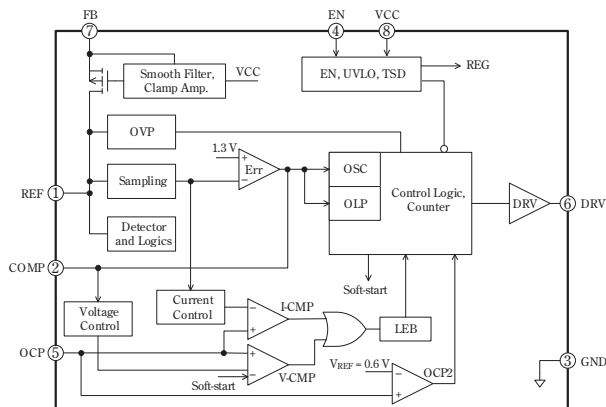 FB
7
EN
4
VCC
8
Smooth Filter,
Clamp Amp.
VCC
EN, UVLO, TSD
REG
OVP
1.3 V
+
−
Err
OSC
OLP
Control Logic,
Counter
REF
1
Sampling
DRV
6
DRV
Detector
and Logics
COMP
2
Soft-start
Voltage
Control
Current
Control
−
+
I-CMP
LEB
OCP
5
+
−
−
V-CMP
Soft-start
VREF = 0.6 V
−
+
OCP2
3
GND